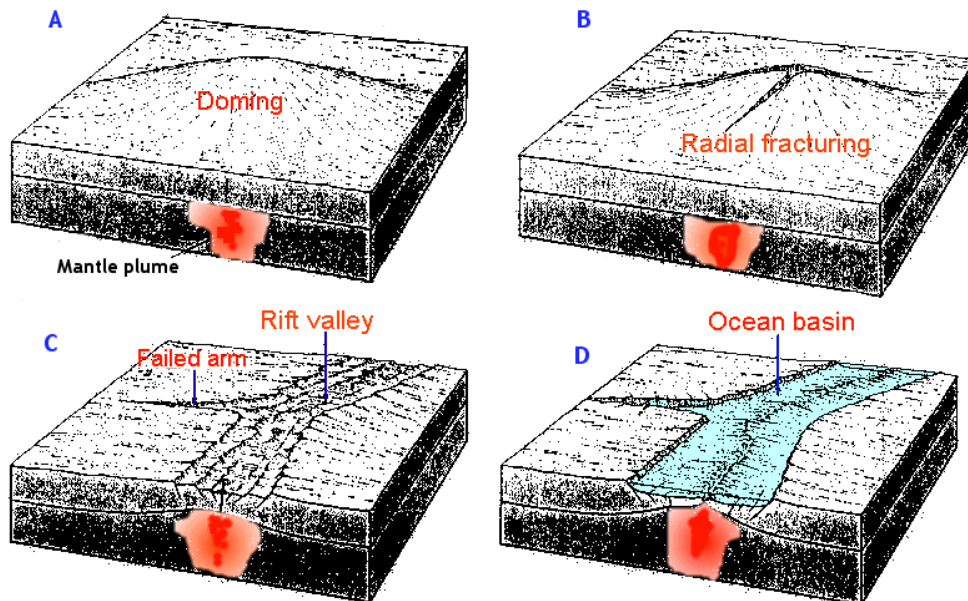 A
Doming
Mantle plume
B
Radial fracturing
C
Rift valley
Failed arm
D
Ocean basin